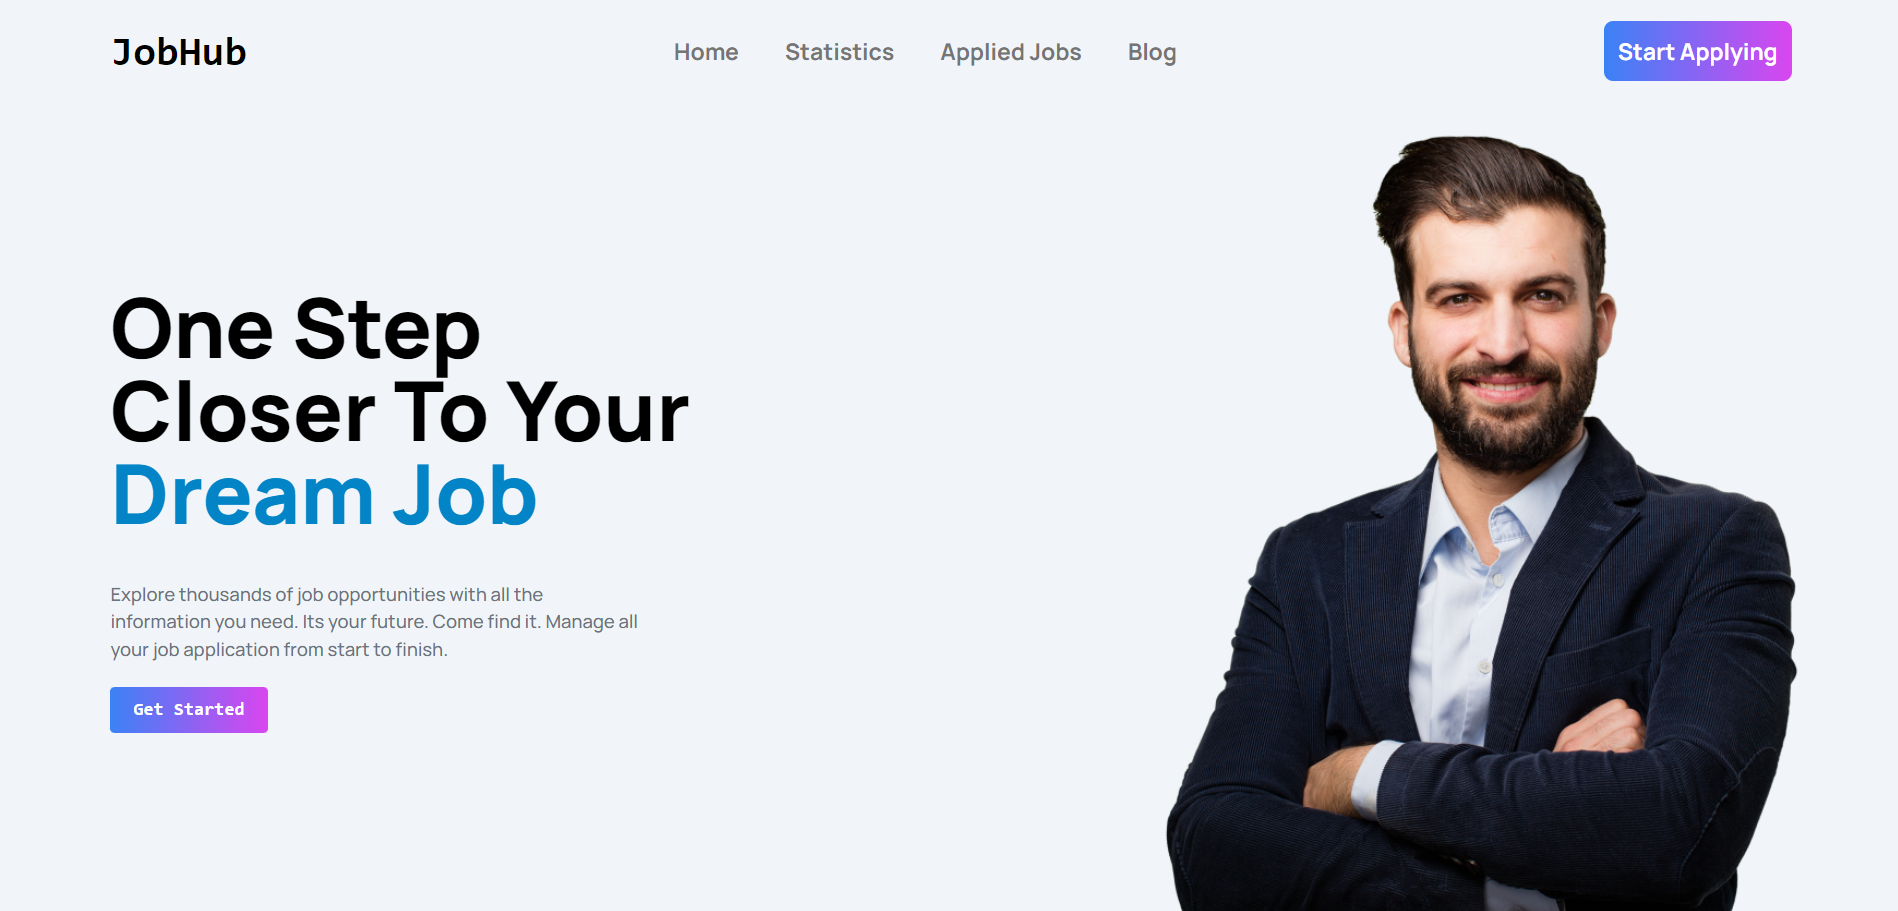 JobHub
Home Statistics Applied Jobs Blog
Start Applying
One Step
Closer To Your
Dream Job
Explore thousands of job opportunities with all the
information you need. Its your future. Come find it. Manage all
your job application from start to finish.
Get Started